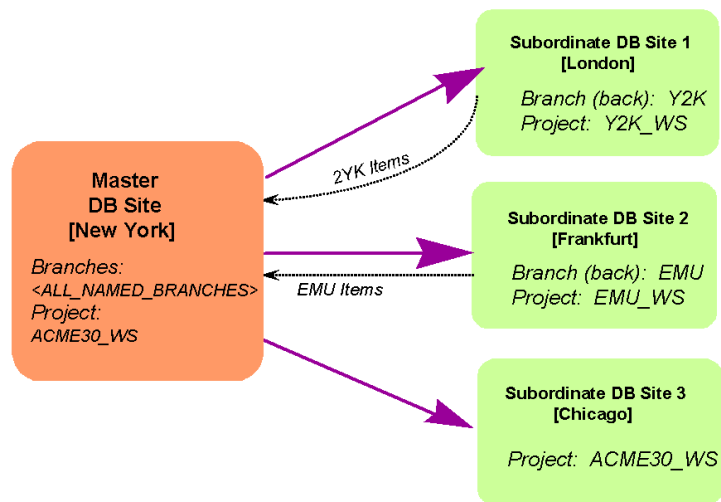 Master
DB Site
[New York]
Branches:
<ALL_NAMED_BRANCHES>
Project:
ACME30_WS
2YK Items
EMU Items
Subordinate DB Site 1
[London]
Branch (back): Y2K
Project: Y2K_WS
Subordinate DB Site 2
[Frankfurt]
Branch (back): EMU
Project: EMU_WS
Subordinate DB Site 3
[Chicago]
Project: ACME30_WS